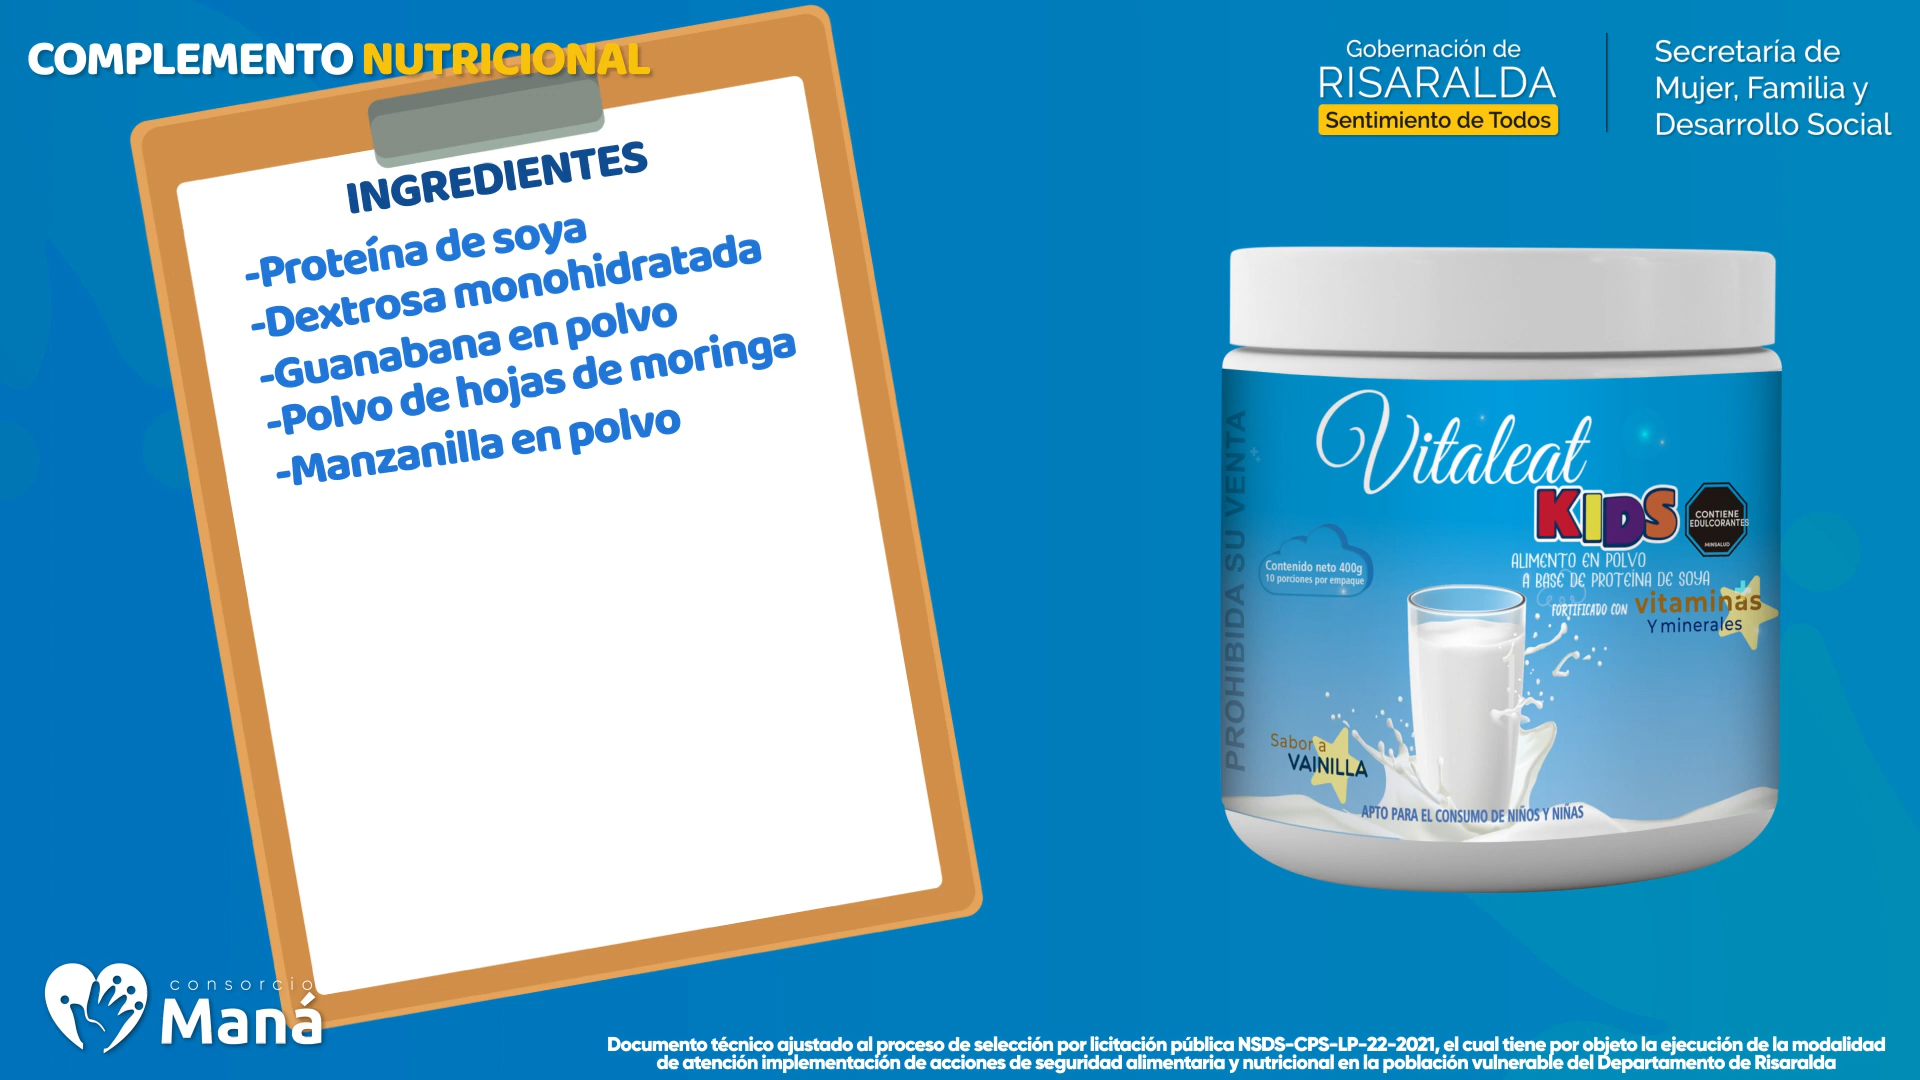 COMPLEMENTO NUTRICIONAL
Gobernación de
RISARALDA
Sentimiento de Todos
Secretaría de
Mujer, Familia y
Desarrollo Social
INGREDIENTES
-Proteína de soya
-Dextrosa monohidratada
-Guanabana en polvo
-Polvo de hojas de moringa
-Manzanilla en polvo
PROHIBIDA SU VENTA
Vitaleat
KIDS
CONTIENE
EDULCORANTES
MINSALUD
ALIMENTO EN POLVO
A BASE DE PROTEÍNA DE SOYA
FORTIFICADO CON vitaminas
Y minerales
Contenido neto 400g
10 porciones por empaque
Sabor a
VAINILLA
APTO PARA EL CONSUMO DE NIÑOS Y NIÑAS
consorcio
Maná
Documento técnico ajustado al proceso de selección por licitación pública NSDS-CPS-LP-22-2021, el cual tiene por objeto la ejecución de la modalidad
de atención implementación de acciones de seguridad alimentaria y nutricional en la población vulnerable del Departamento de Risaralda